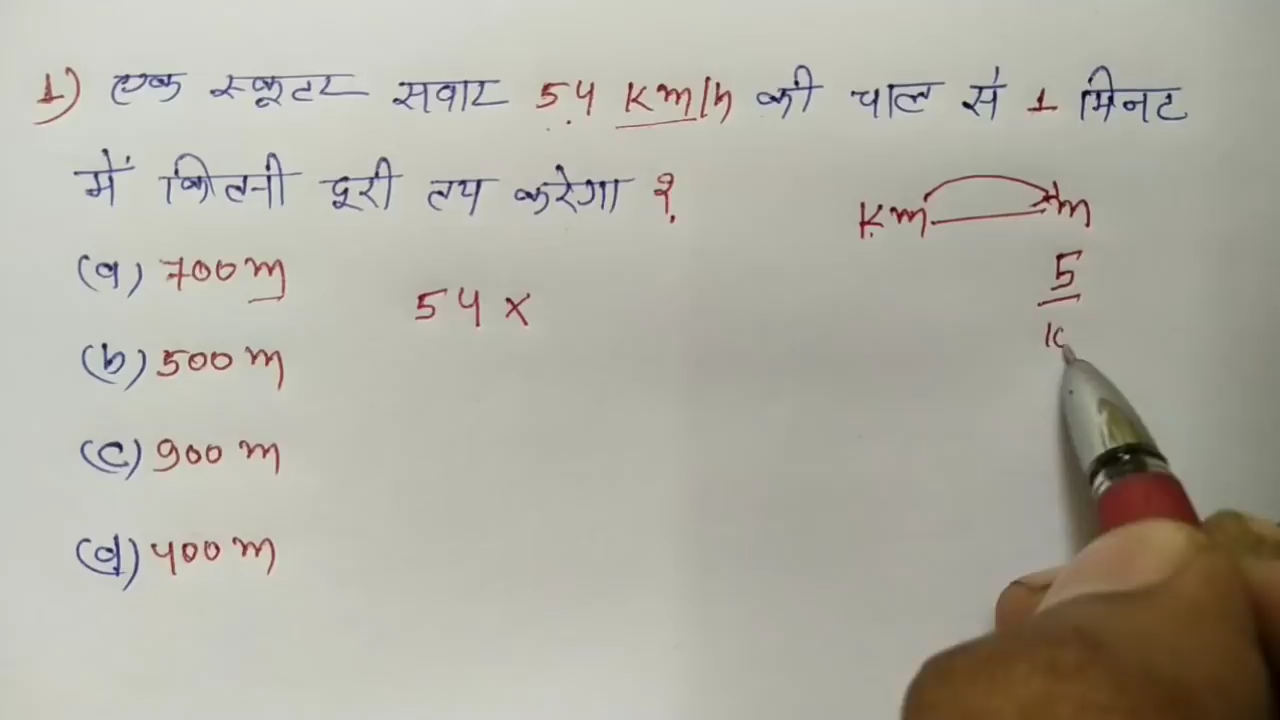 1) एक स्कूटर सवार 54 Km/h की चाल से 1 मिनट
में कितनी दूरी तय करेगा ?
Km m
(a) 700 m
54 x
5
(b) 500 m
(c) 900 m
(d) 400 m